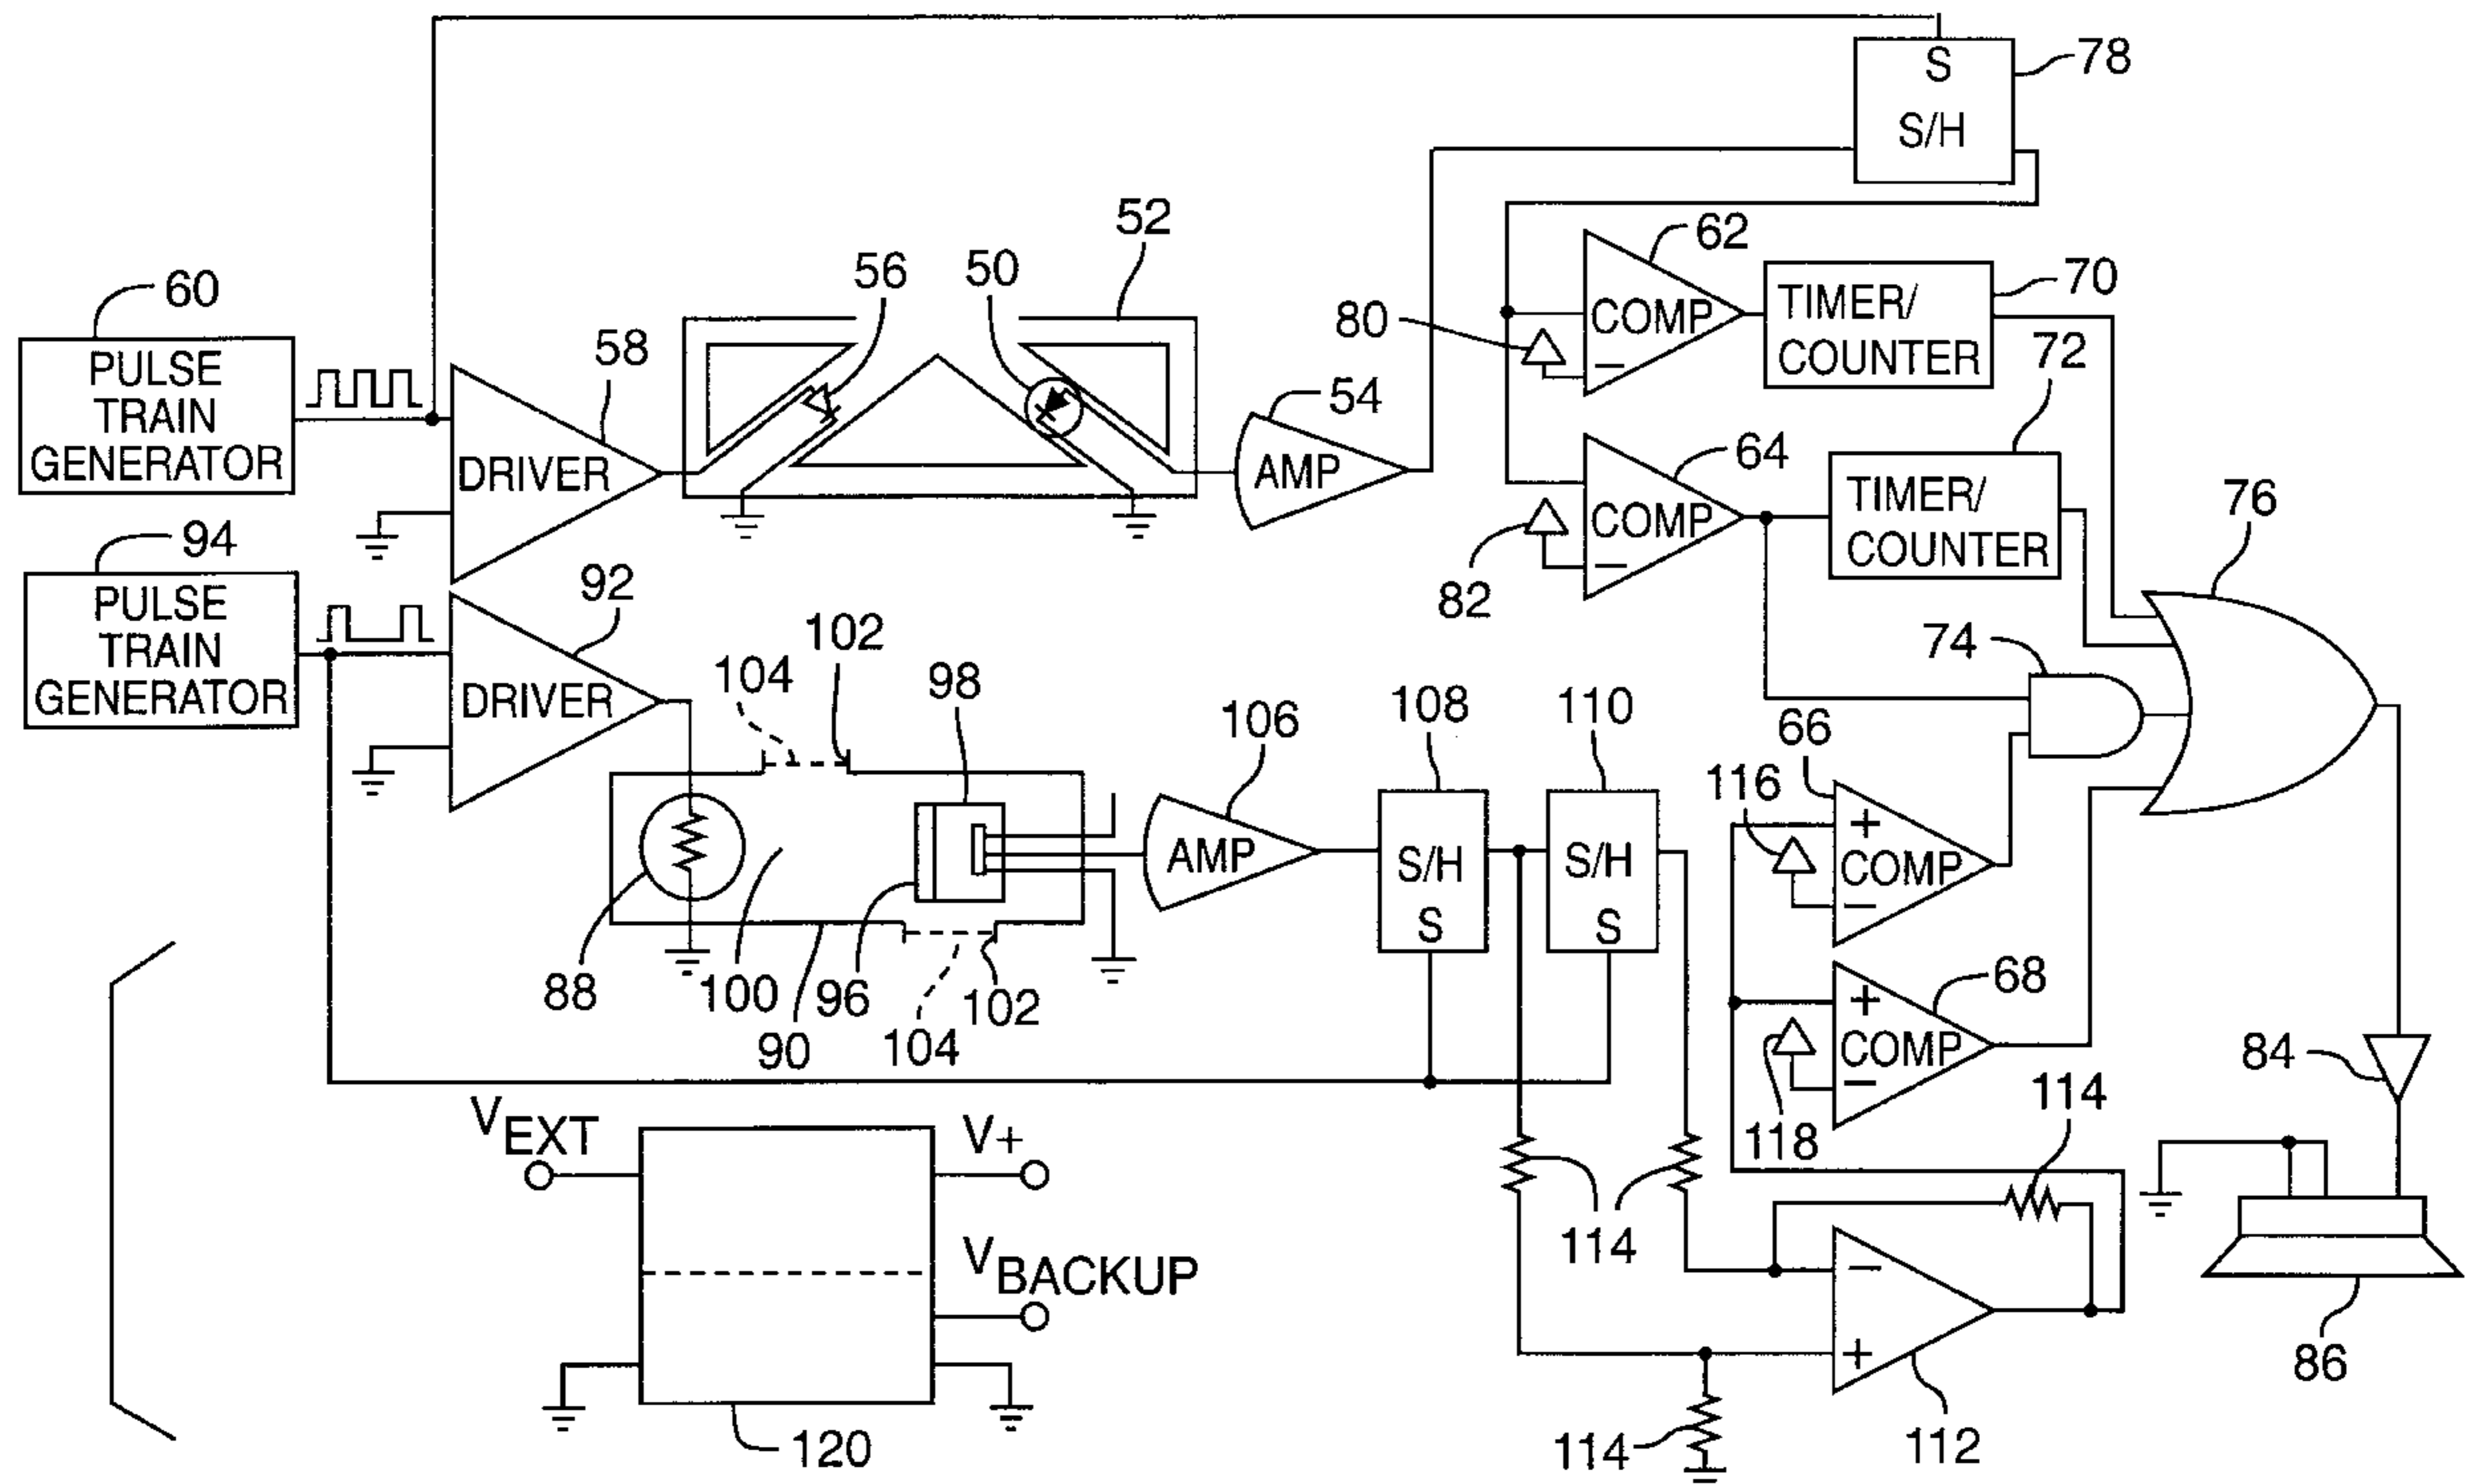 S
78
S/H
52
62
56
50
70
60
80
COMP
TIMER/
COUNTER
58
72
PULSE
TRAIN
GENERATOR
54
−
64
DRIVER
AMP
TIMER/
COUNTER
76
94
COMP
92
82
−
PULSE
TRAIN
GENERATOR
102
74
104
98
DRIVER
108
110
66
106
116
+
COMP
−
AMP
S/H
S
S/H
S
88
100
96
102
68
+
90
104
COMP
84
−
118
114
VEXT
V+
114
−
VBACKUP
+
86
120
114
112